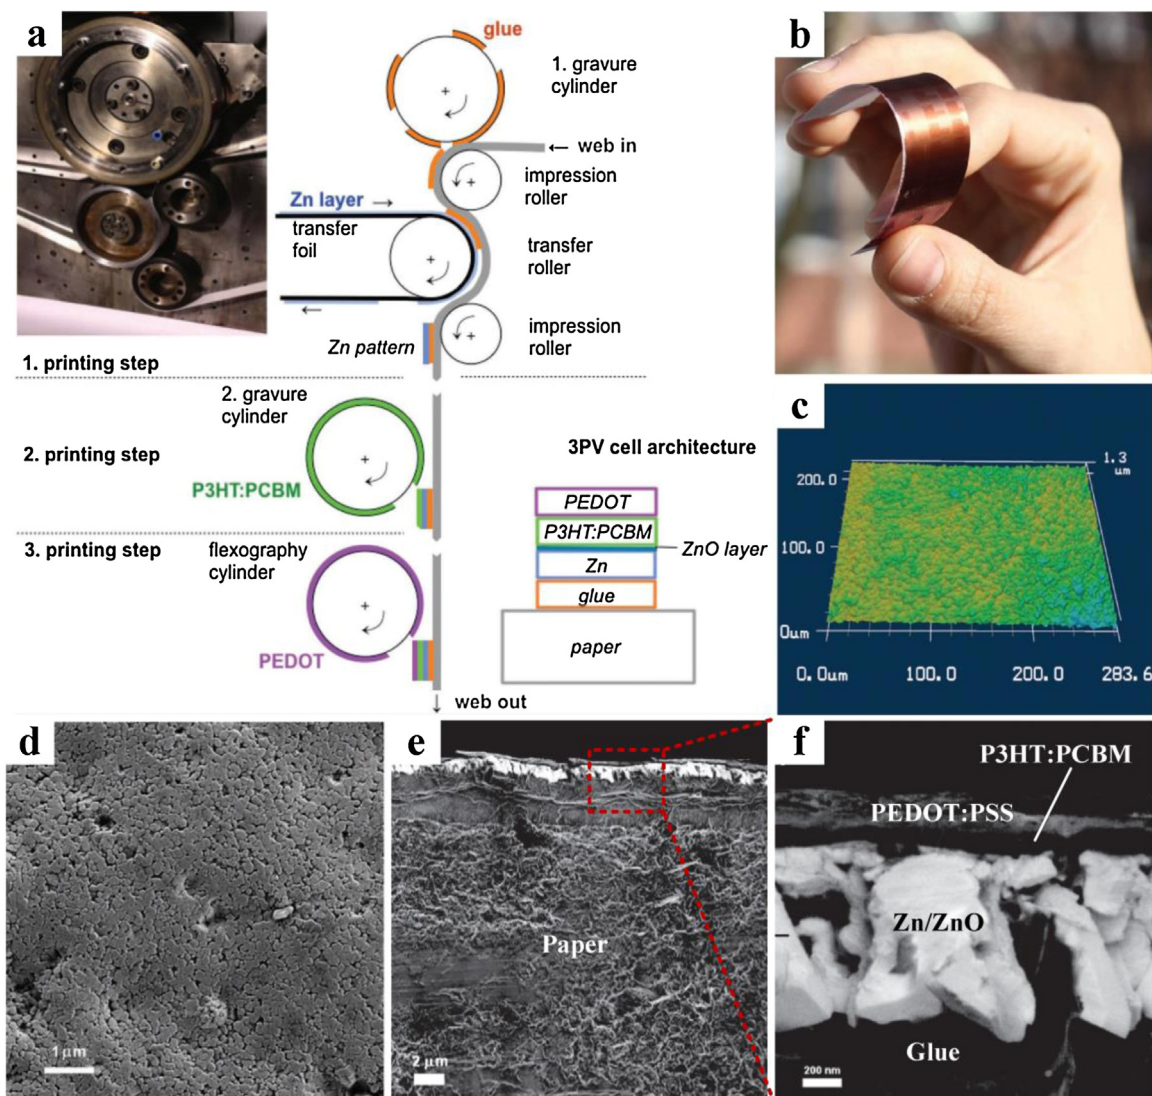 a
glue
1. gravure
cylinder
← web in
impression
roller
Zn layer →
transfer
foil
transfer
roller
←
impression
roller
Zn pattern
1. printing step
2. gravure
cylinder
2. printing step
P3HT:PCBM
3. printing step
flexography
cylinder
PEDOT
↓ web out
3PV cell architecture
PEDOT
P3HT:PCBM
ZnO layer
Zn
glue
paper
b
c
1.3
um
200.0
100.0
0um
0.0um
100.0
200.0
283.6
d
1 µm
e
Paper
2 µm
f
P3HT:PCBM
PEDOT:PSS
Zn/ZnO
Glue
200 nm